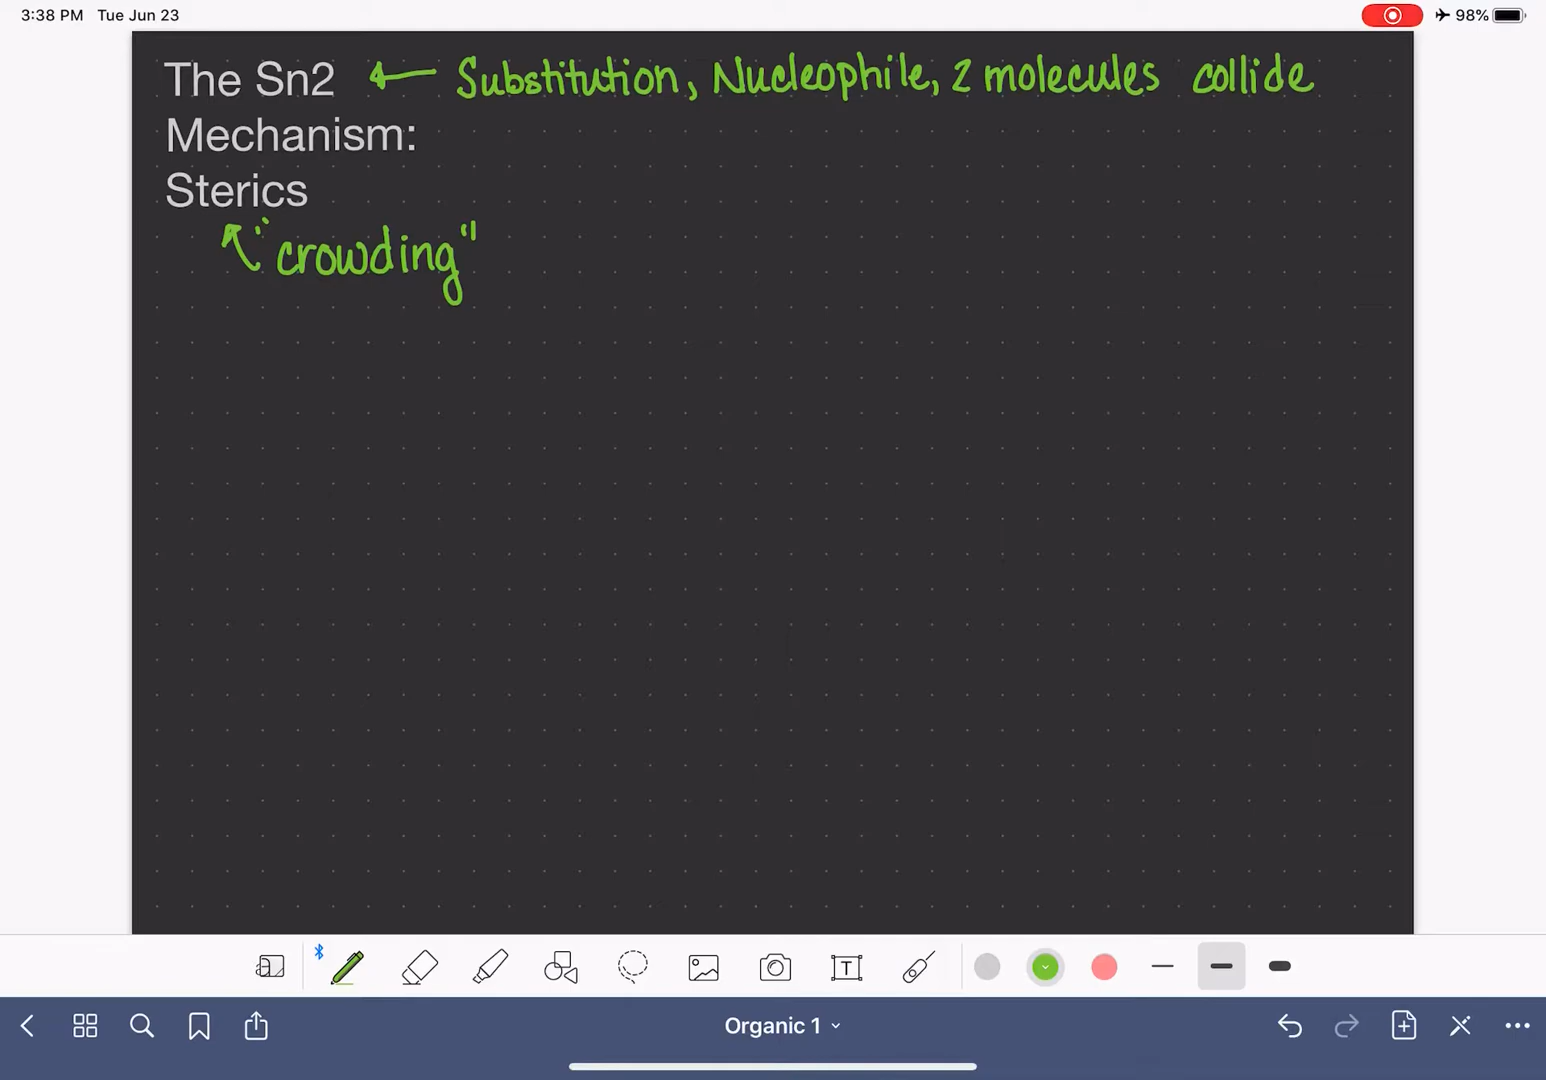 3:38 PM Tue Jun 23 98%
The Sn2 Substitution, Nucleophile, 2 molecules collide
Mechanism:
Sterics
"crowding"
T
Organic 1